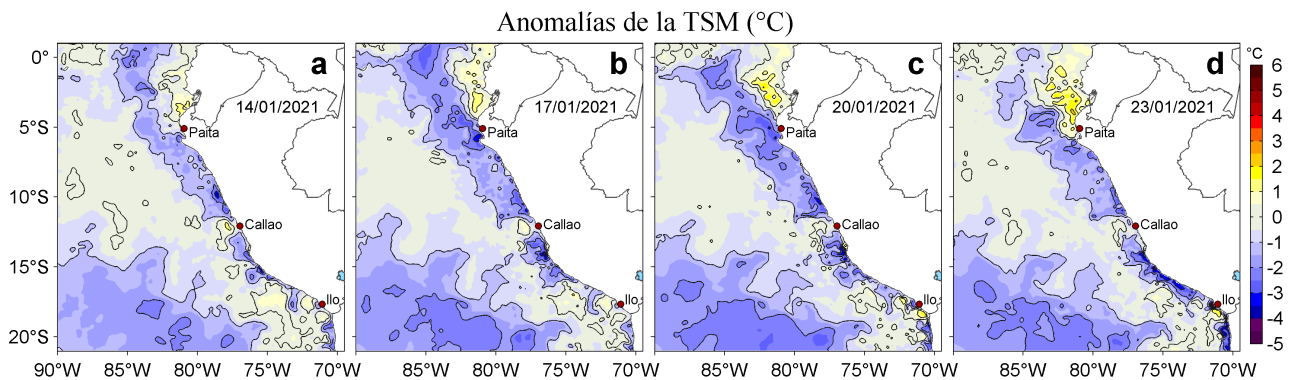 Anomalías de la TSM (°C)
a
14/01/2021
Paita
Callao
Ilo
b
17/01/2021
Paita
Callao
Ilo
c
20/01/2021
Paita
Callao
Ilo
d
23/01/2021
Paita
Callao
Ilo
0°
5°S
10°S
15°S
20°S
90°W 85°W 80°W 75°W 70°W 85°W 80°W 75°W 70°W 85°W 80°W 75°W 70°W 85°W 80°W 75°W 70°W
°C
6
5
4
3
2
1
0
-1
-2
-3
-4
-5